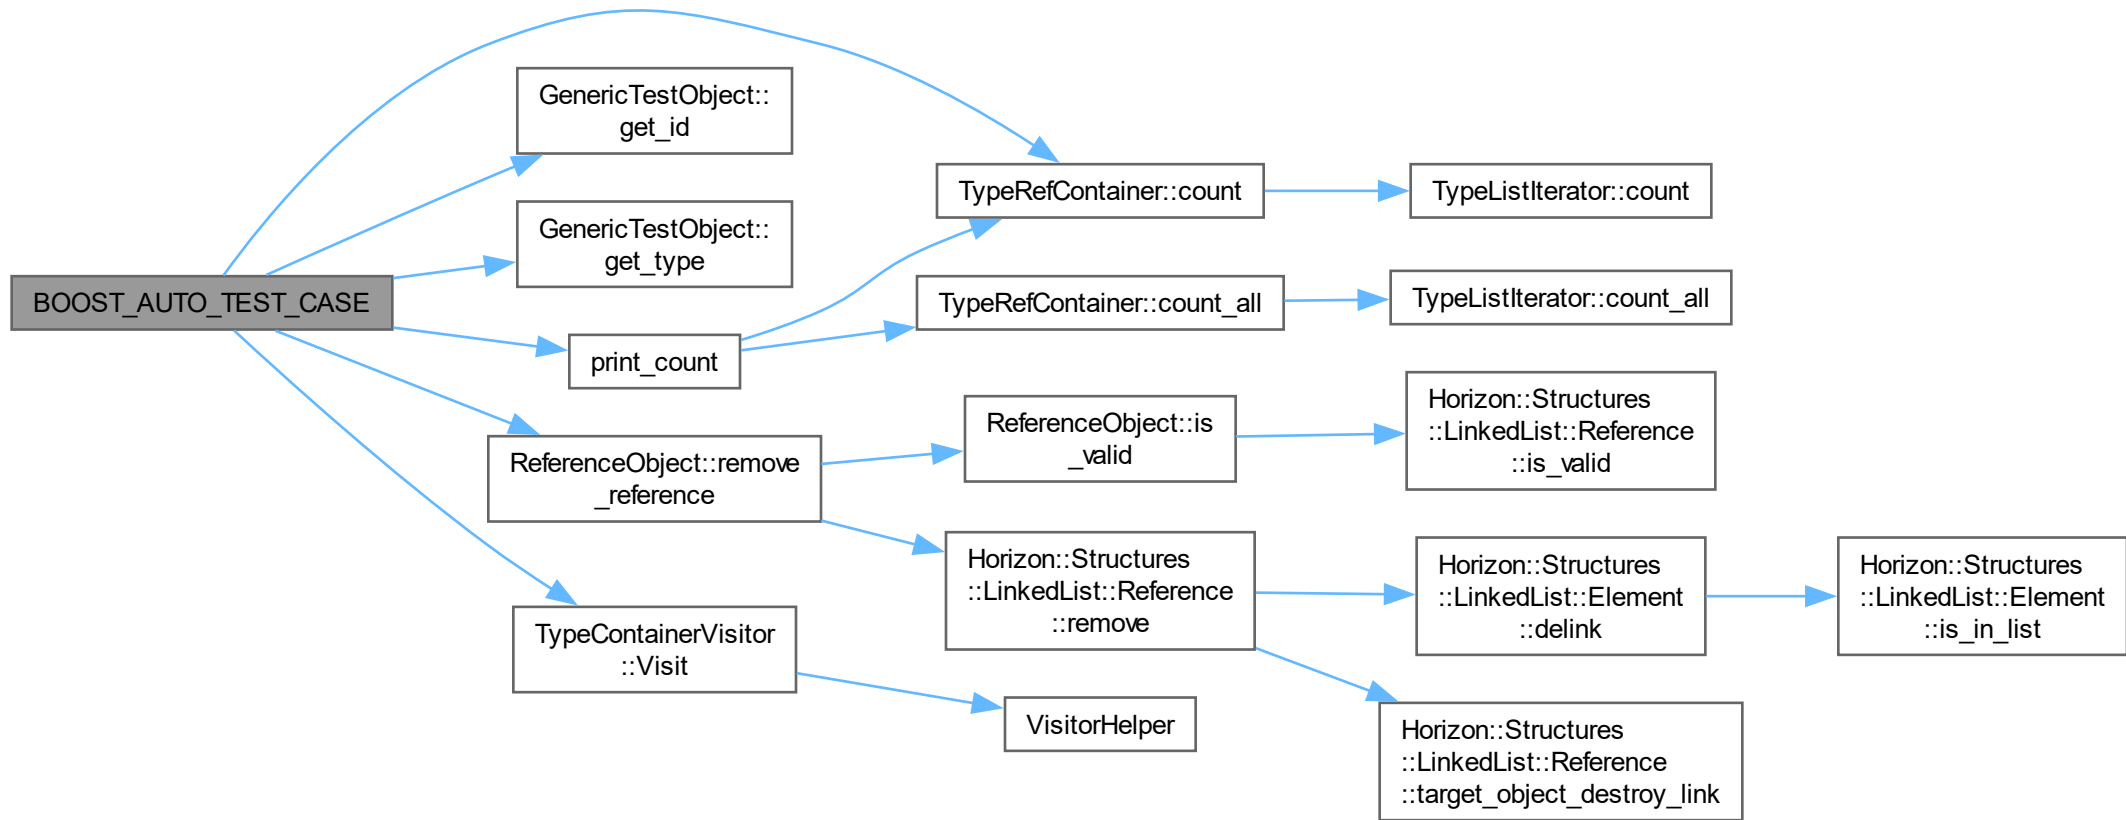 BOOST_AUTO_TEST_CASE
GenericTestObject::
get_id
GenericTestObject::
get_type
print_count
ReferenceObject::remove
_reference
TypeContainerVisitor
::Visit
TypeRefContainer::count
TypeRefContainer::count_all
ReferenceObject::is
_valid
Horizon::Structures
::LinkedList::Reference
::remove
VisitorHelper
TypeListIterator::count
TypeListIterator::count_all
Horizon::Structures
::LinkedList::Reference
::is_valid
Horizon::Structures
::LinkedList::Element
::delink
Horizon::Structures
::LinkedList::Reference
::target_object_destroy_link
Horizon::Structures
::LinkedList::Element
::is_in_list